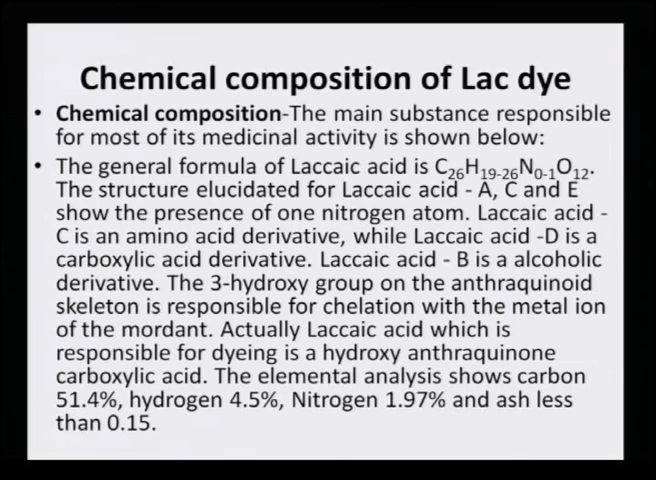 Chemical composition of Lac dye
• Chemical composition-The main substance responsible
for most of its medicinal activity is shown below:
• The general formula of Laccaic acid is C₂₆H₁₉₋₂₆N₀₋₁O₁₂.
The structure elucidated for Laccaic acid - A, C and E
show the presence of one nitrogen atom. Laccaic acid -
C is an amino acid derivative, while Laccaic acid -D is a
carboxylic acid derivative. Laccaic acid - B is a alcoholic
derivative. The 3-hydroxy group on the anthraquinoid
skeleton is responsible for chelation with the metal ion
of the mordant. Actually Laccaic acid which is
responsible for dyeing is a hydroxy anthraquinone
carboxylic acid. The elemental analysis shows carbon
51.4%, hydrogen 4.5%, Nitrogen 1.97% and ash less
than 0.15.